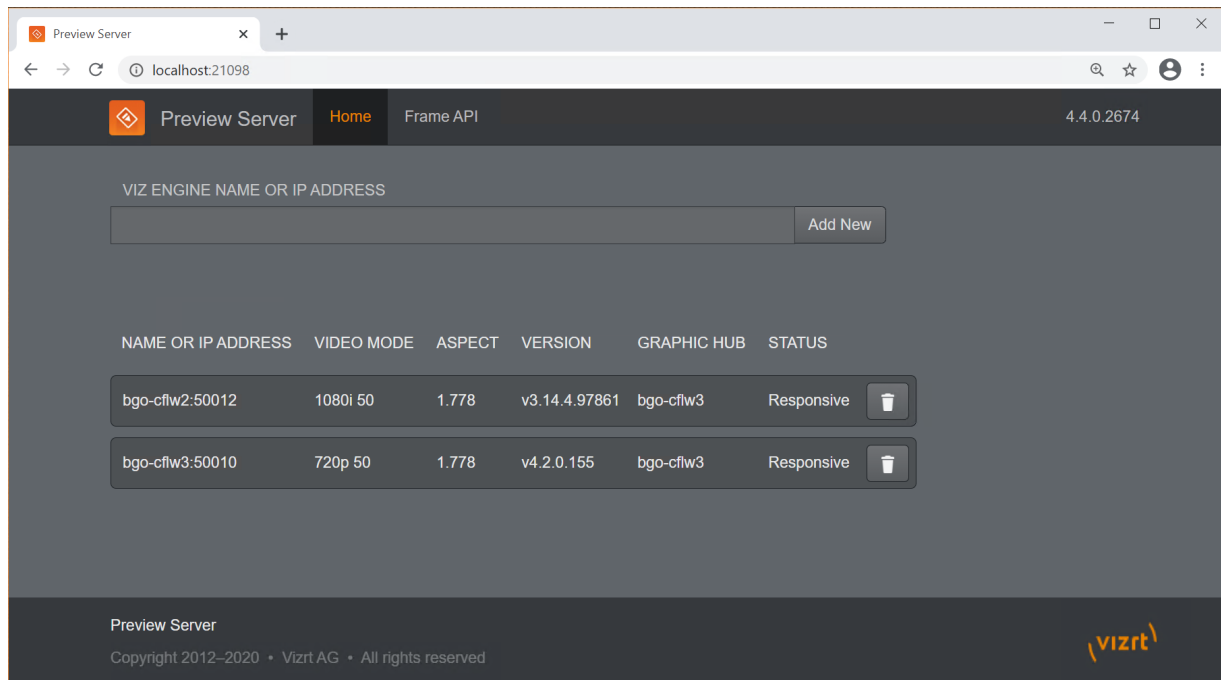 Preview Server
localhost:21098
Preview Server Home Frame API 4.4.0.2674
VIZ ENGINE NAME OR IP ADDRESS
Add New
NAME OR IP ADDRESS VIDEO MODE ASPECT VERSION GRAPHIC HUB STATUS
bgo-cflw2:50012 1080i 50 1.778 v3.14.4.97861 bgo-cflw3 Responsive
bgo-cflw3:50010 720p 50 1.778 v4.2.0.155 bgo-cflw3 Responsive
Preview Server
Copyright 2012–2020 • Vizrt AG • All rights reserved
vizrt